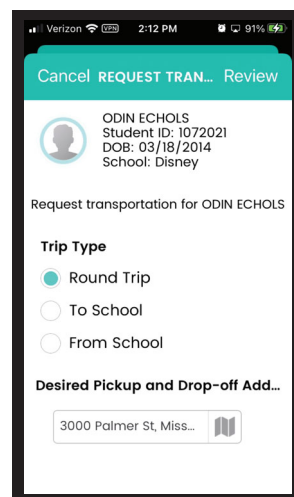 Verizon VPN 2:12 PM 91%
Cancel REQUEST TRAN... Review
ODIN ECHOLS
Student ID: 1072021
DOB: 03/18/2014
School: Disney
Request transportation for ODIN ECHOLS
Trip Type
Round Trip
To School
From School
Desired Pickup and Drop-off Add...
3000 Palmer St, Miss...